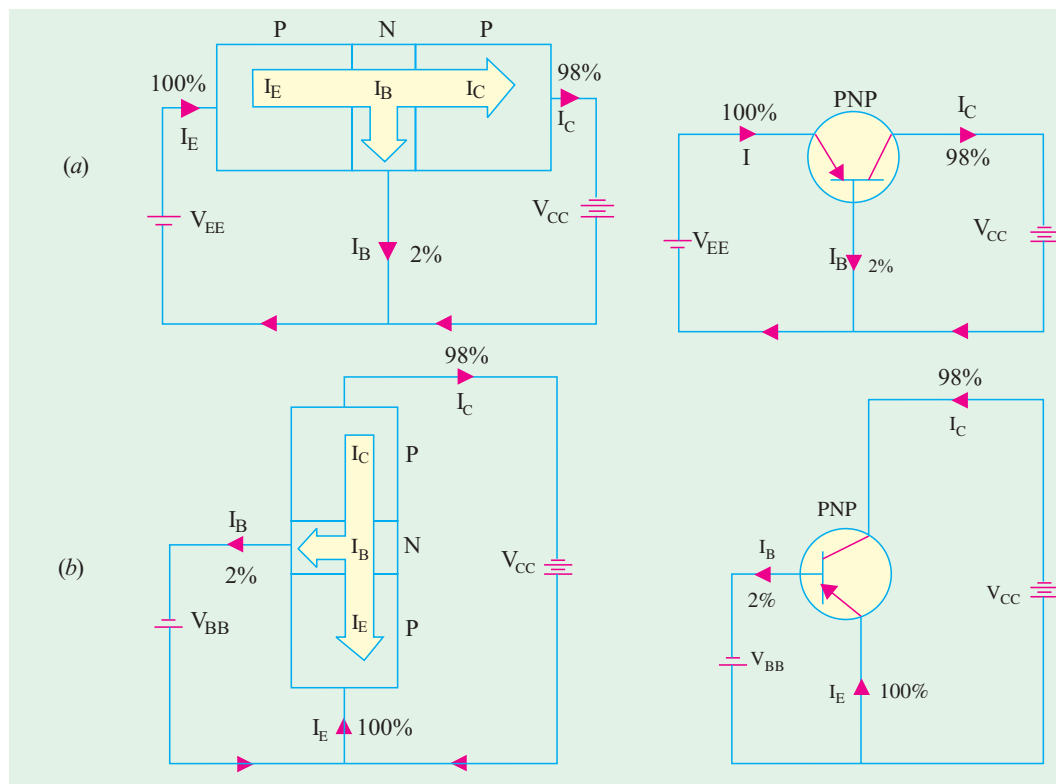 P N P
100% I_E I_B I_C 98%
I_E I_C
(a)
V_EE V_CC
I_B 2%
PNP I_C
100%
I 98%
V_EE V_CC
I_B 2%
98%
I_C
I_C P
I_B
I_B N
2%
(b)
V_CC
V_BB
I_E P
I_E 100%
98%
I_C
PNP
I_B
2%
V_CC
V_BB
I_E 100%